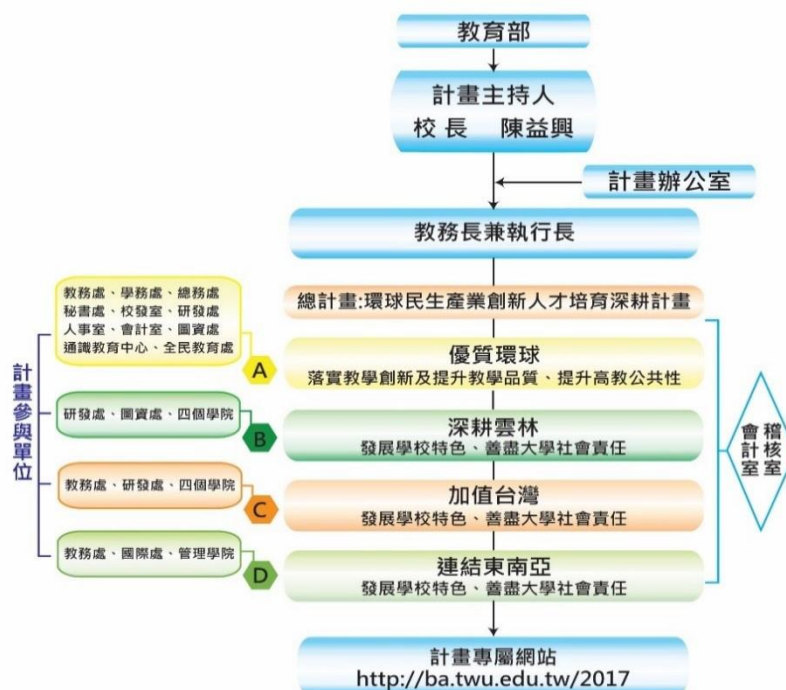 教育部
計畫主持人
校 長 陳益興
計畫辦公室
教務長兼執行長
總計畫:環球民生產業創新人才培育深耕計畫
計畫參與單位
教務處、學務處、總務處
秘書處、校發室、研發處
人事室、會計室、圖資處
通識教育中心、全民教育處
A
優質環球
落實教學創新及提升教學品質、提升高教公共性
研發處、圖資處、四個學院
B
深耕雲林
發展學校特色、善盡大學社會責任
教務處、研發處、四個學院
C
加值台灣
發展學校特色、善盡大學社會責任
教務處、國際處、管理學院
D
連結東南亞
發展學校特色、善盡大學社會責任
稽核室
會計室
計畫專屬網站
http://ba.twu.edu.tw/2017